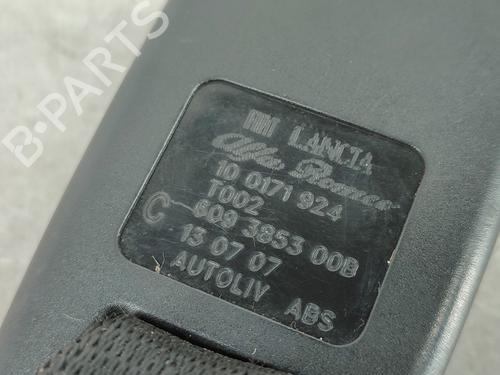 B-PARTS
FIAT LANCIA
Alfa Romeo
10 0171 924
T002
C 609 3853 00B
13 07 07
AUTOLIV ABS